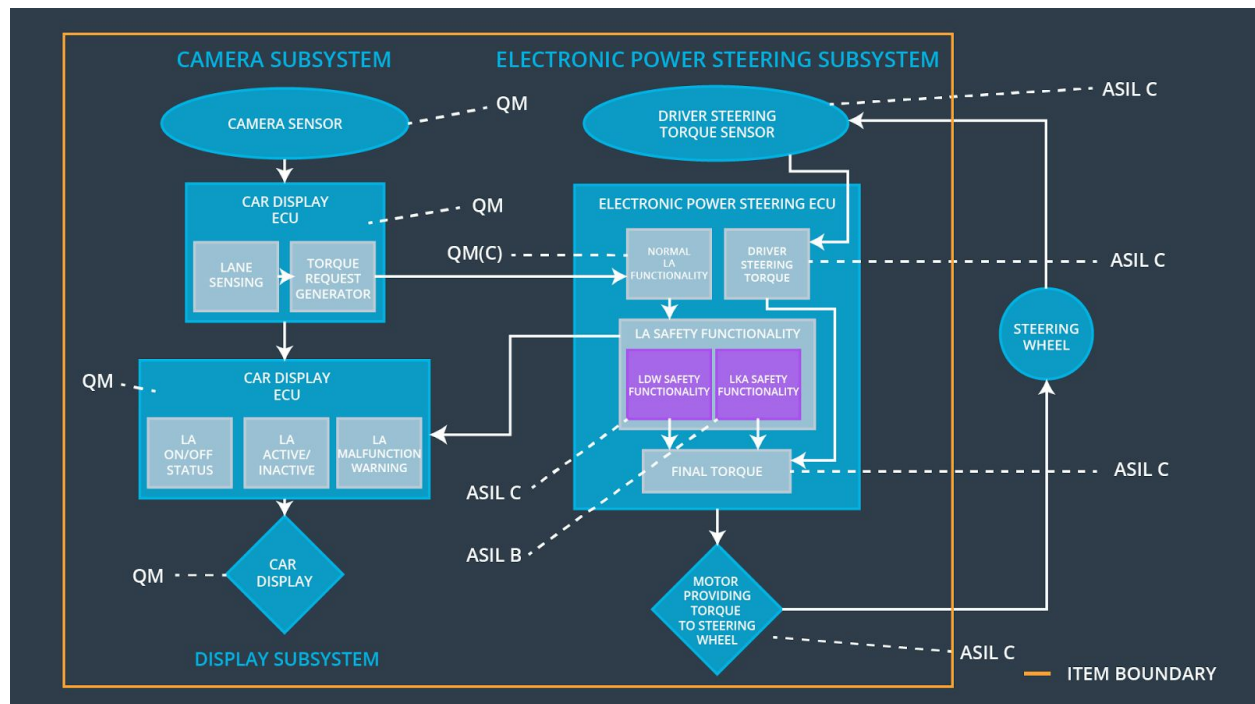 CAMERA SUBSYSTEM
ELECTRONIC POWER STEERING SUBSYSTEM
CAMERA SENSOR
QM
DRIVER STEERING
TORQUE SENSOR
ASIL C
CAR DISPLAY
ECU
QM
LANE
SENSING
TORQUE
REQUEST
GENERATOR
ELECTRONIC POWER STEERING ECU
QM(C)
NORMAL
LA
FUNCTIONALITY
DRIVER
STEERING
TORQUE
ASIL C
LA SAFETY FUNCTIONALITY
LDW SAFETY
FUNCTIONALITY
LKA SAFETY
FUNCTIONALITY
STEERING
WHEEL
QM
CAR DISPLAY
ECU
LA
ON/OFF
STATUS
LA
ACTIVE/
INACTIVE
LA
MALFUNCTION
WARNING
FINAL TORQUE
ASIL C
ASIL C
ASIL B
QM
CAR
DISPLAY
MOTOR
PROVIDING
TORQUE
TO STEERING
WHEEL
ASIL C
DISPLAY SUBSYSTEM
ITEM BOUNDARY